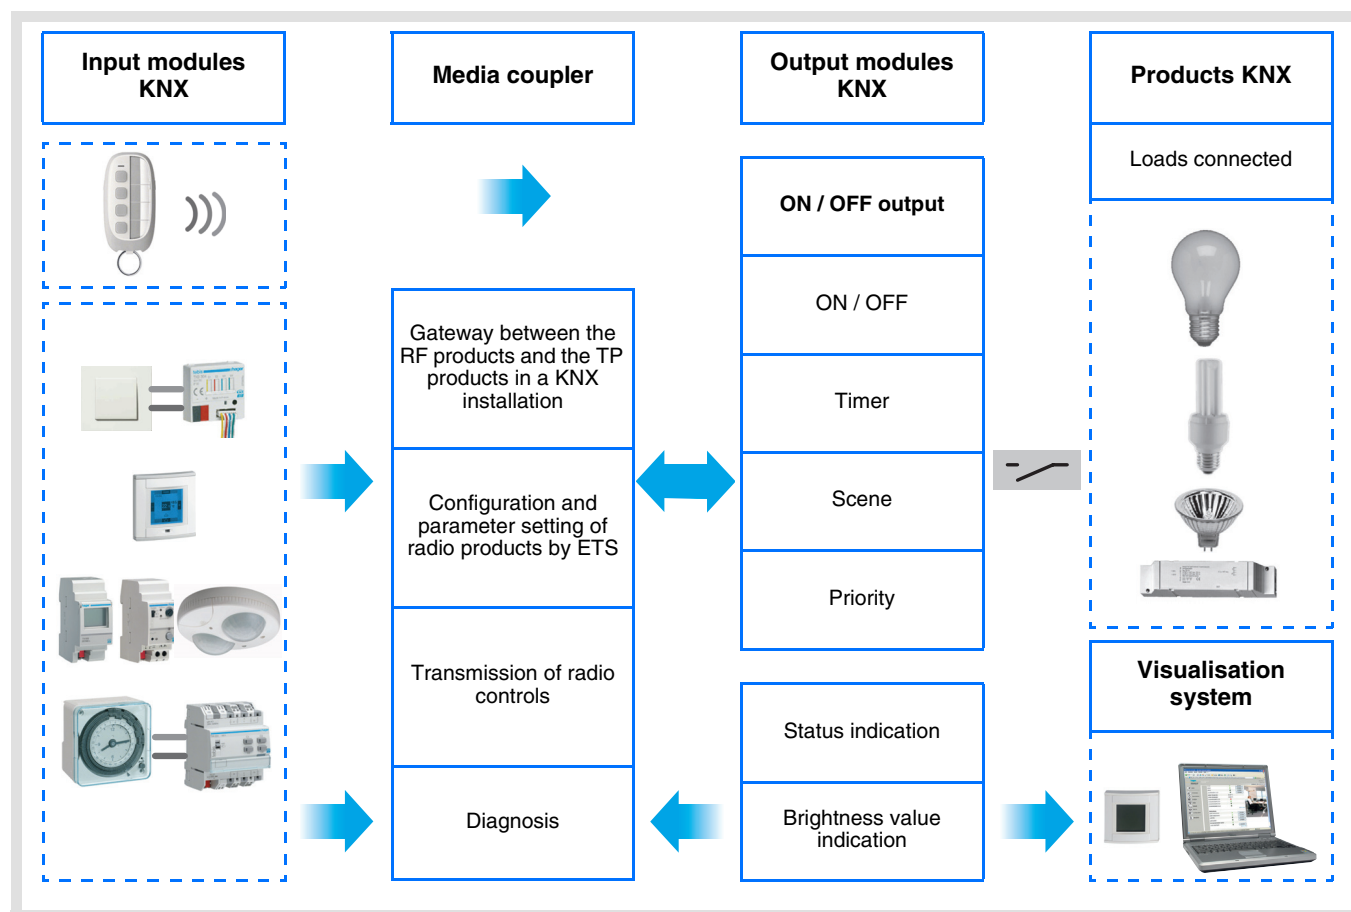 Input modules
KNX
Media coupler
Output modules
KNX
Products KNX
Loads connected
ON / OFF output
ON / OFF
Timer
Scene
Priority
Gateway between the
RF products and the TP
products in a KNX
installation
Configuration and
parameter setting of
radio products by ETS
Transmission of radio
controls
Diagnosis
Status indication
Brightness value
indication
Visualisation
system